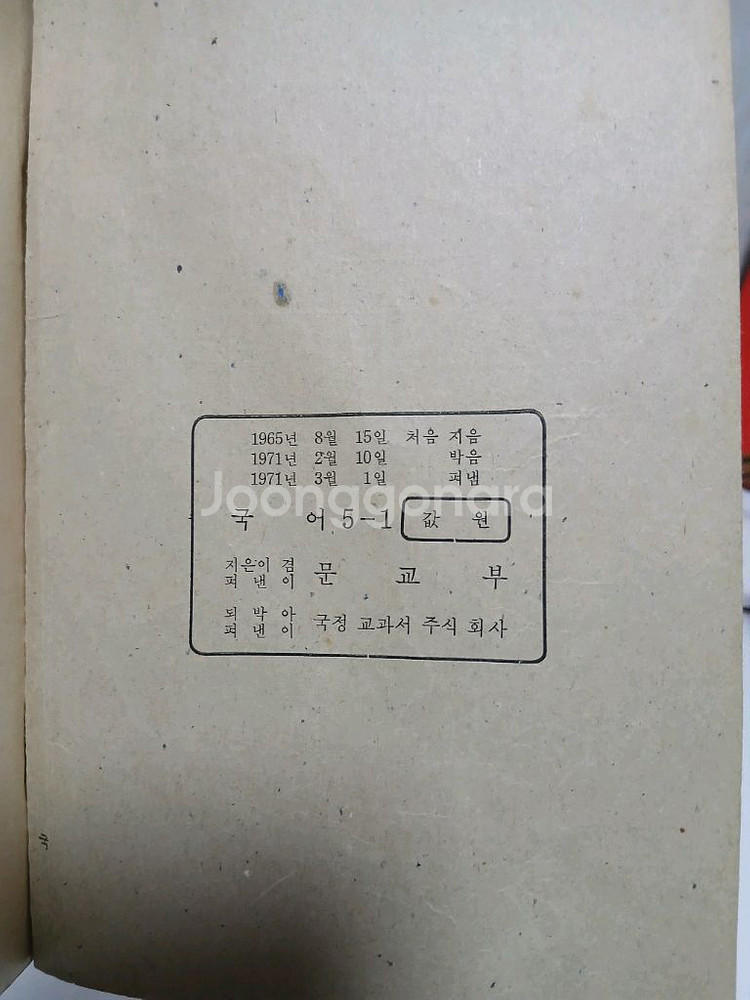 1965년 8월 15일 처음 지음
1971년 2월 10일 박음
1971년 3월 1일 펴냄
Joonggonara
국 어 5-1 값 원
지은이 겸
펴 낸 이
문 교 부
되 박 아
펴 낸 이
국정 교과서 주식 회사
국